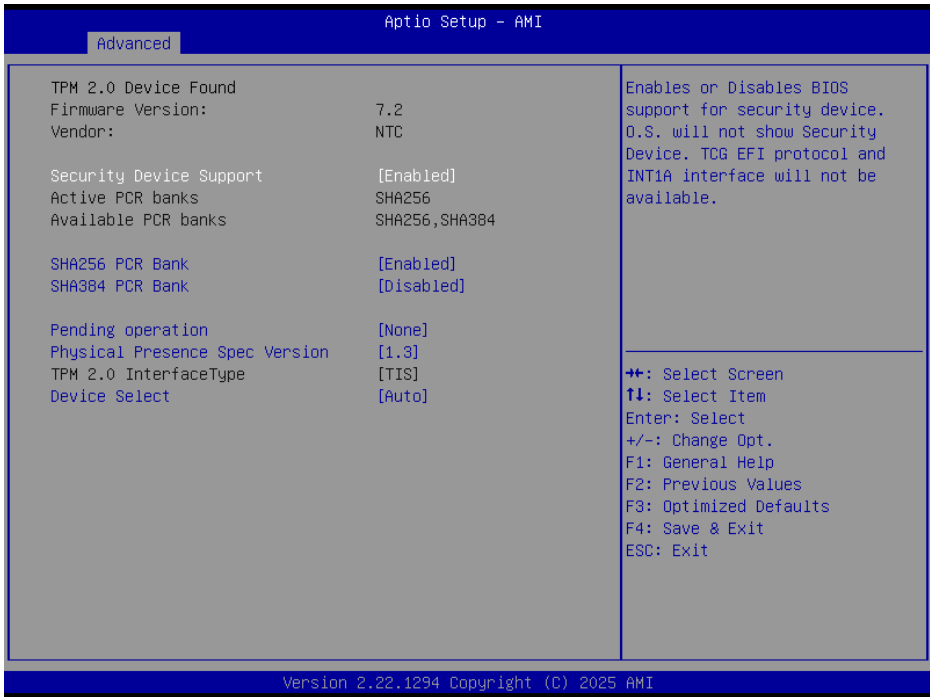 Aptio Setup – AMI
Advanced
TPM 2.0 Device Found
Firmware Version: 7.2
Vendor: NTC
Security Device Support [Enabled]
Active PCR banks SHA256
Available PCR banks SHA256,SHA384
SHA256 PCR Bank [Enabled]
SHA384 PCR Bank [Disabled]
Pending operation [None]
Physical Presence Spec Version [1.3]
TPM 2.0 InterfaceType [TIS]
Device Select [Auto]
Enables or Disables BIOS
support for security device.
O.S. will not show Security
Device. TCG EFI protocol and
INT1A interface will not be
available.
→←: Select Screen
↑↓: Select Item
Enter: Select
+/-: Change Opt.
F1: General Help
F2: Previous Values
F3: Optimized Defaults
F4: Save & Exit
ESC: Exit
Version 2.22.1294 Copyright (C) 2025 AMI